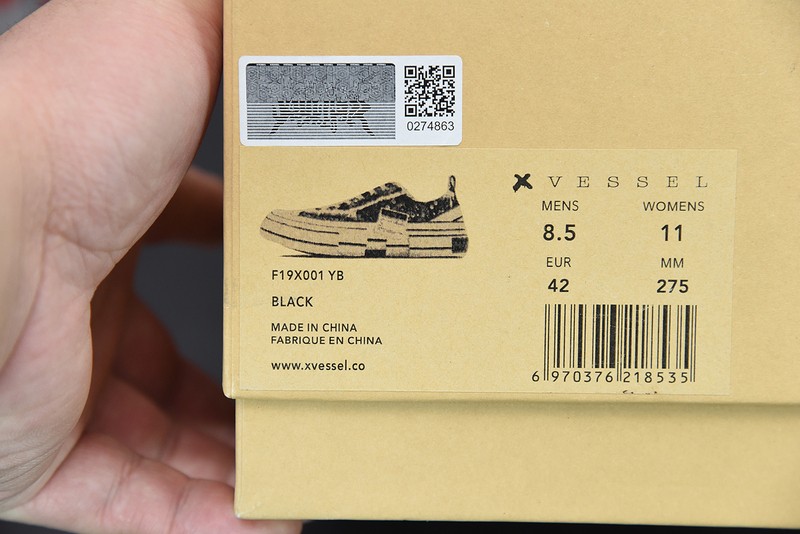 0274863
X VESSEL
MENS WOMENS
8.5 11
EUR MM
42 275
F19X001 YB
BLACK
MADE IN CHINA
FABRIQUE EN CHINA
www.xvessel.co
6 970376 218535